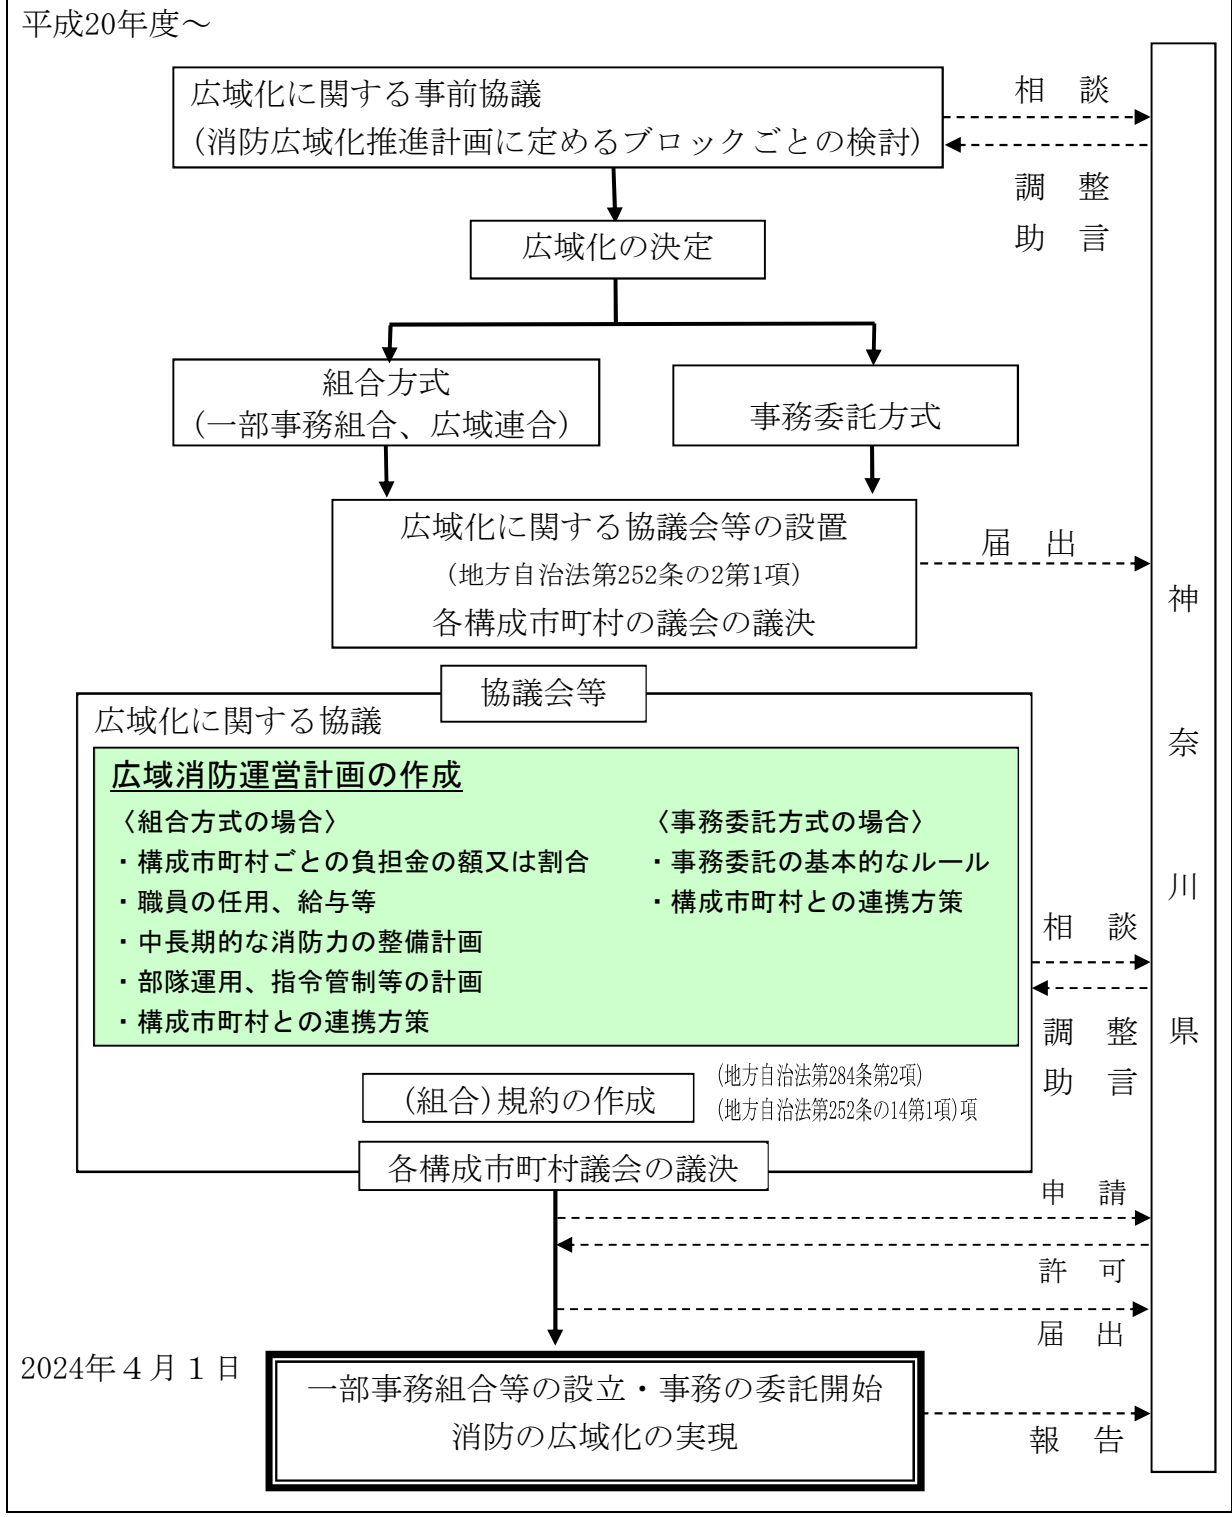 平成20年度～
広域化に関する事前協議
(消防広域化推進計画に定めるブロックごとの検討)
相　談
調　整
助　言
広域化の決定
組合方式
(一部事務組合、広域連合)
事務委託方式
広域化に関する協議会等の設置
(地方自治法第252条の2第1項)
各構成市町村の議会の議決
届　出
神奈川県
協議会等
広域化に関する協議
広域消防運営計画の作成
〈組合方式の場合〉
・構成市町村ごとの負担金の額又は割合
・職員の任用、給与等
・中長期的な消防力の整備計画
・部隊運用、指令管制等の計画
・構成市町村との連携方策
〈事務委託方式の場合〉
・事務委託の基本的なルール
・構成市町村との連携方策
相　談
調　整
助　言
(組合)規約の作成
(地方自治法第284条第2項)
(地方自治法第252条の14第1項)項
各構成市町村議会の議決
申　請
許　可
届　出
2024年４月１日
一部事務組合等の設立・事務の委託開始
消防の広域化の実現
報　告